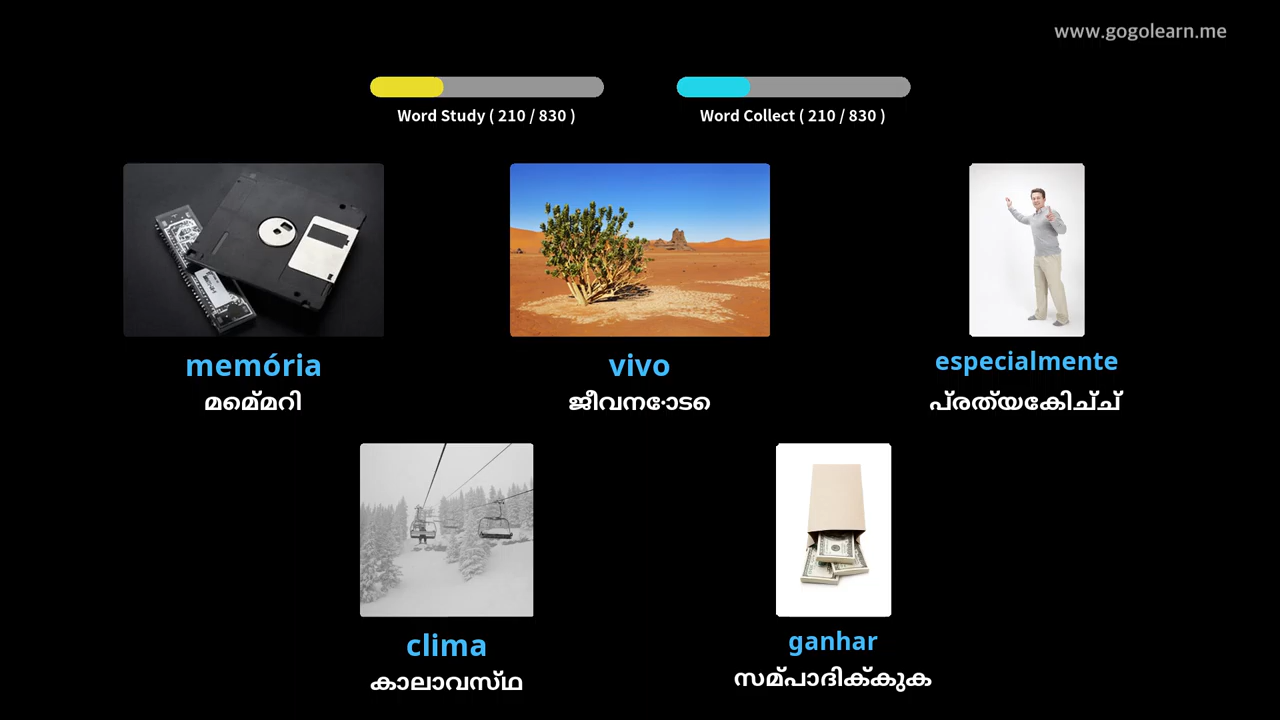 www.gogolearn.me
Word Study ( 210 / 830 )
Word Collect ( 210 / 830 )
memória
മെമ്മറി
vivo
ജീവനോടെ
especialmente
പ്രത്യേകിച്ച്
clima
കാലാവസ്ഥ
ganhar
സമ്പാദിക്കുക